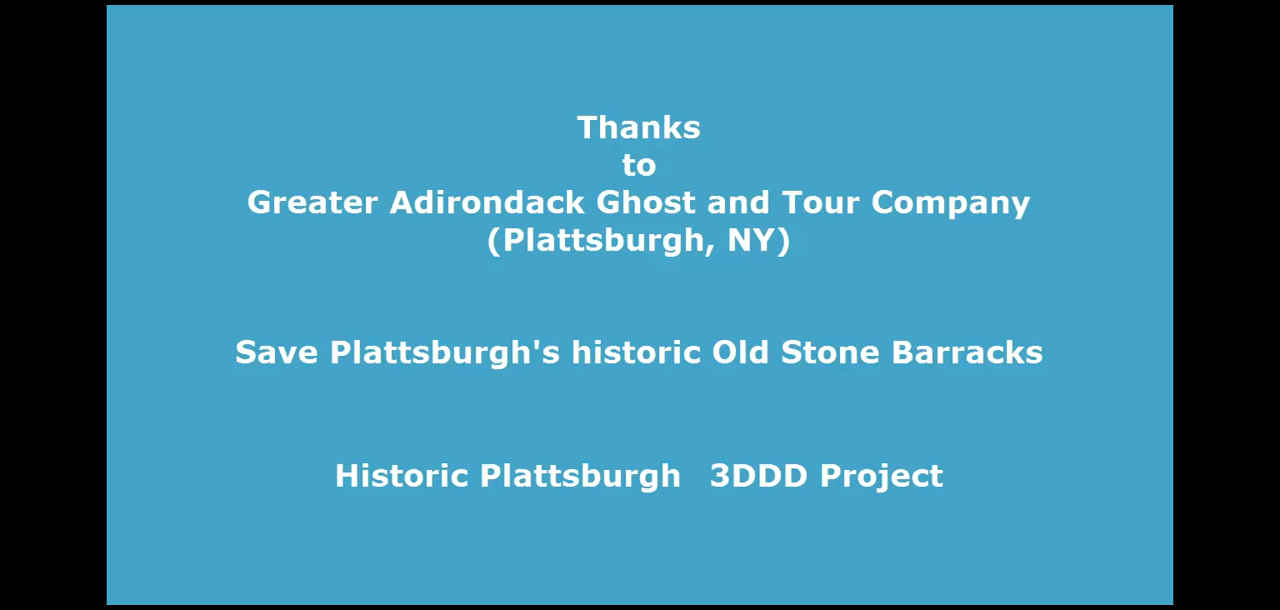 Thanks
to
Greater Adirondack Ghost and Tour Company
(Plattsburgh, NY)
Save Plattsburgh's historic Old Stone Barracks
Historic Plattsburgh 3DDD Project